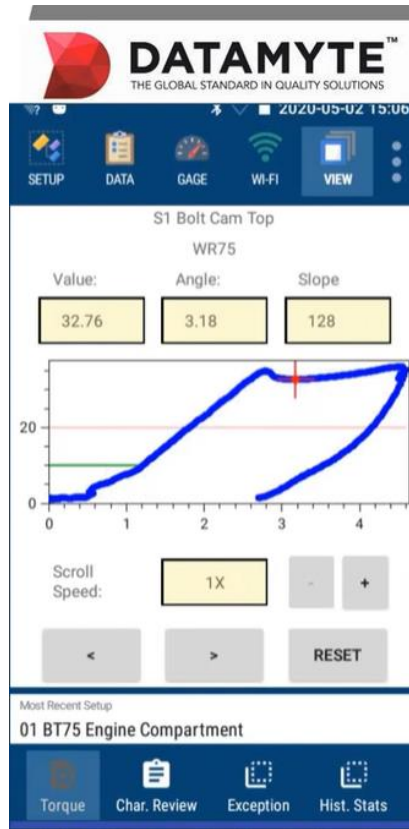 DATAMYTE™
THE GLOBAL STANDARD IN QUALITY SOLUTIONS
2020-05-02 15:06
SETUP DATA GAGE WI-FI VIEW
S1 Bolt Cam Top
WR75
Value: Angle: Slope
32.76 3.18 128
20
0
0 1 2 3 4
Scroll
Speed:
1X - +
< > RESET
Most Recent Setup
01 BT75 Engine Compartment
Torque Char. Review Exception Hist. Stats